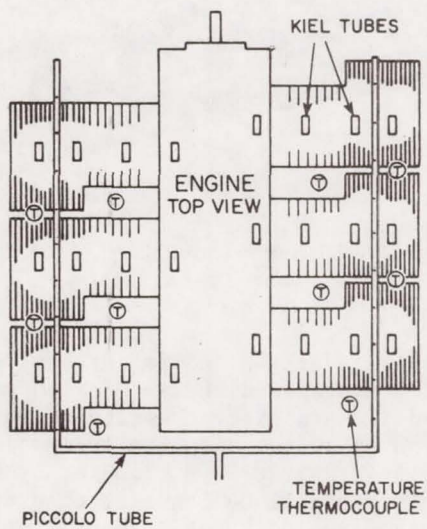 KIEL TUBES
ENGINE
TOP VIEW
T
T
T
T
T
T
T
T
T
T
TEMPERATURE
THERMOCOUPLE
PICCOLO TUBE